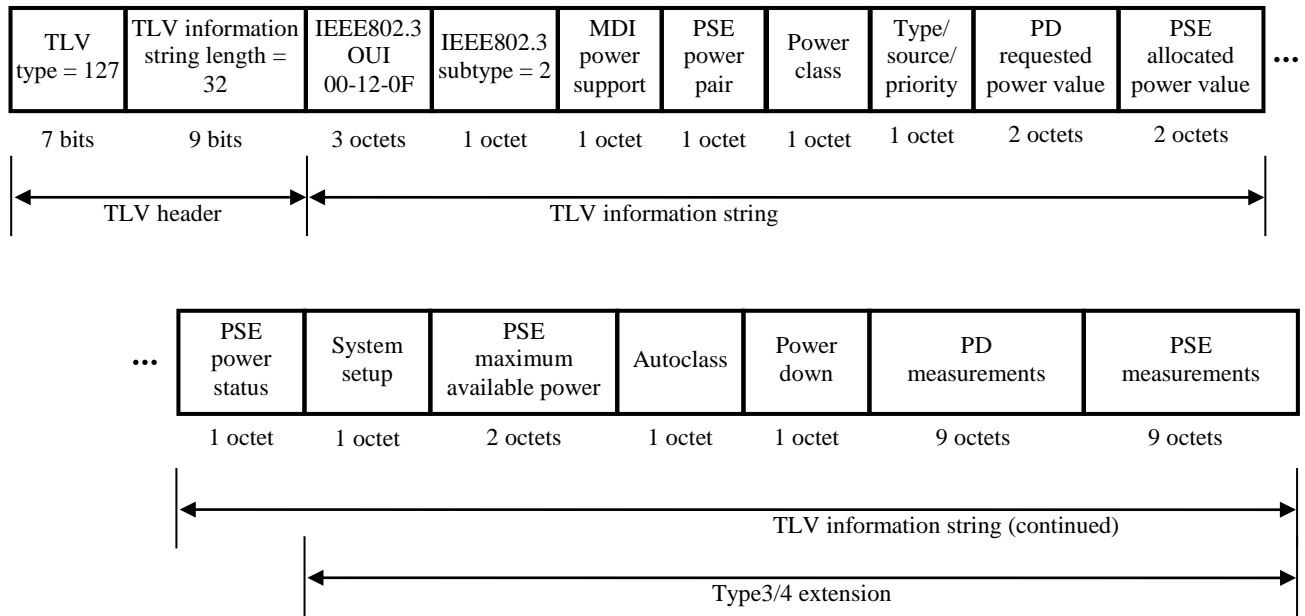 TLV
type = 127
TLV information
string length =
32
IEEE802.3
OUI
00-12-0F
IEEE802.3
subtype = 2
MDI
power
support
PSE
power
pair
Power
class
Type/
source/
priority
PD
requested
power value
PSE
allocated
power value
...
7 bits
9 bits
3 octets
1 octet
1 octet
1 octet
1 octet
1 octet
2 octets
2 octets
TLV header
TLV information string
...
PSE
power
status
System
setup
PSE
maximum
available power
Autoclass
Power
down
PD
measurements
PSE
measurements
1 octet
1 octet
2 octets
1 octet
1 octet
9 octets
9 octets
TLV information string (continued)
Type3/4 extension